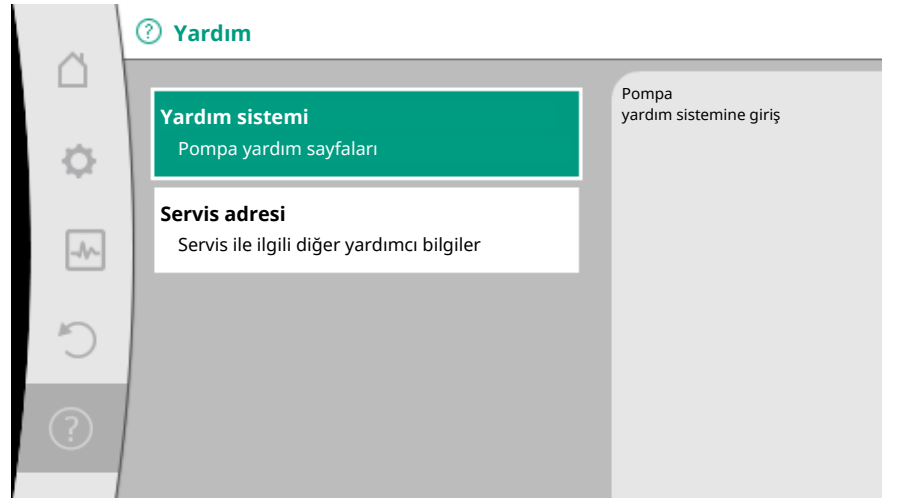 Yardım
Yardım sistemi
Pompa yardım sayfaları
Servis adresi
Servis ile ilgili diğer yardımcı bilgiler
Pompa
yardım sistemine giriş